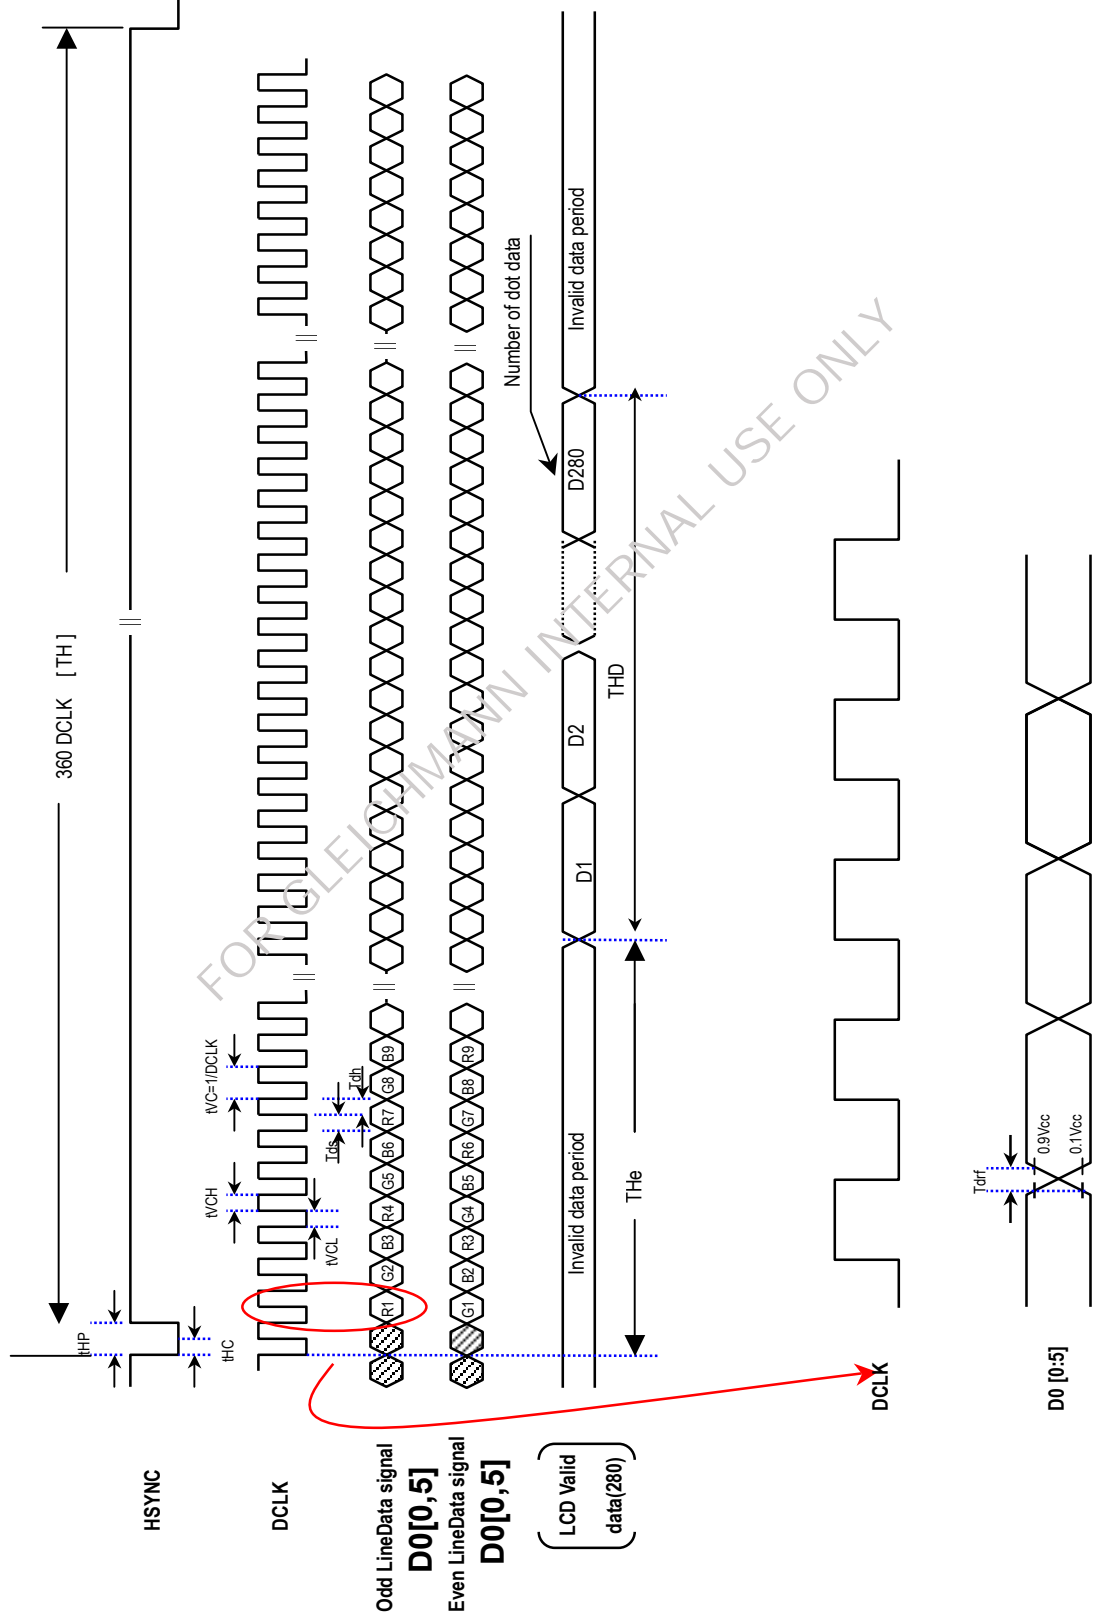 360 DCLK [ TH ]
HSYNC
tHP
tHC
DCLK
tVCH
tVCL
tVC=1/DCLK
Tds
Tdh
Odd LineData signal
D0[0,5]
R1 G2 B3 R4 G5 B6 R7 G8 B9
Even LineData signal
D0[0,5]
G1 B2 R3 G4 B5 R6 G7 B8 R9
Number of dot data
LCD Valid
data(280)
Invalid data period D1 D2 D280 Invalid data period
THe THD
DCLK
Tdrf
0.9Vcc
0.1Vcc
D0 [0:5]
FOR GLEICHMANN INTERNAL USE ONLY